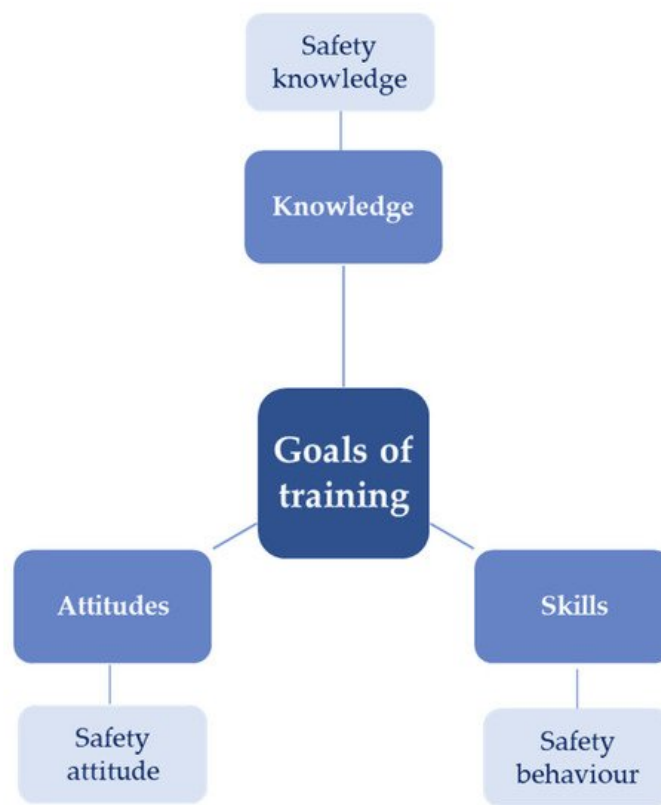 Safety
knowledge
Knowledge
Goals of
training
Attitudes
Skills
Safety
attitude
Safety
behaviour